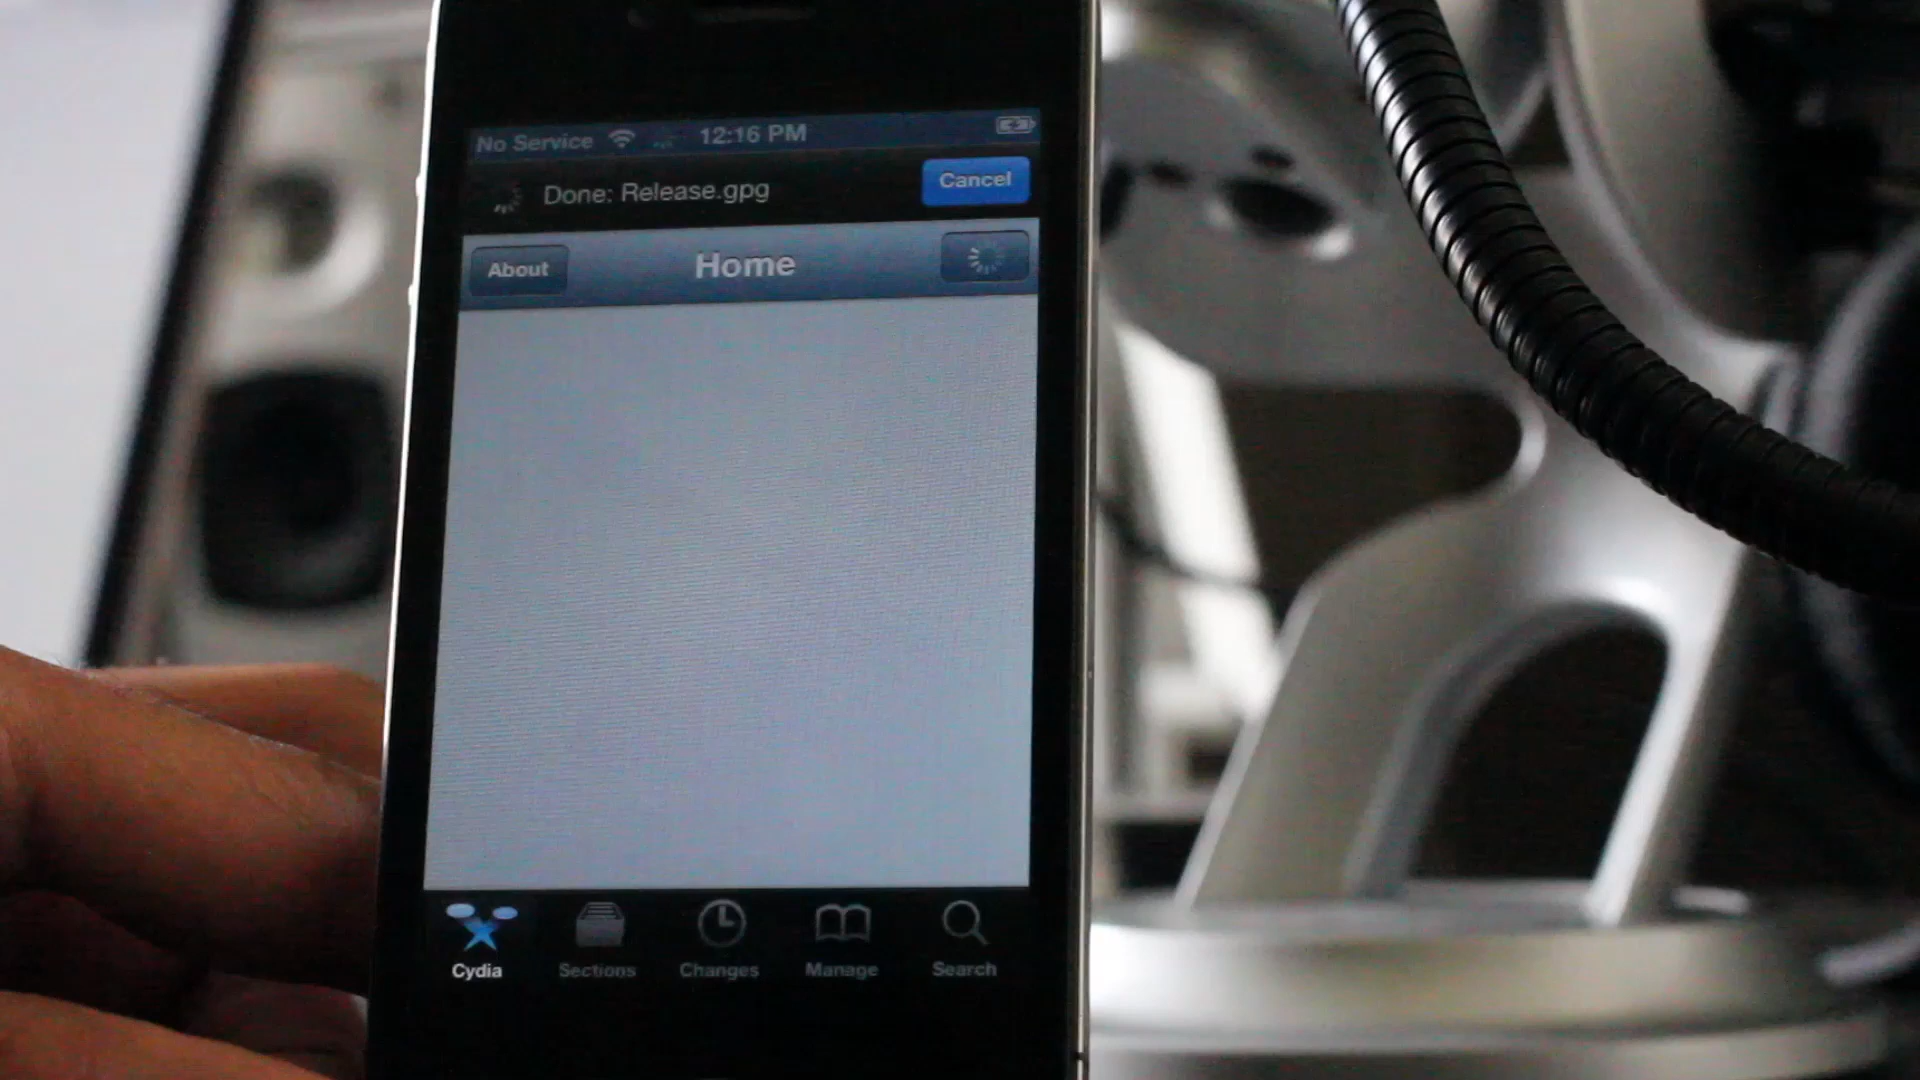 No Service 12:16 PM
Done: Release.gpg Cancel
About Home
Cydia Sections Changes Manage Search